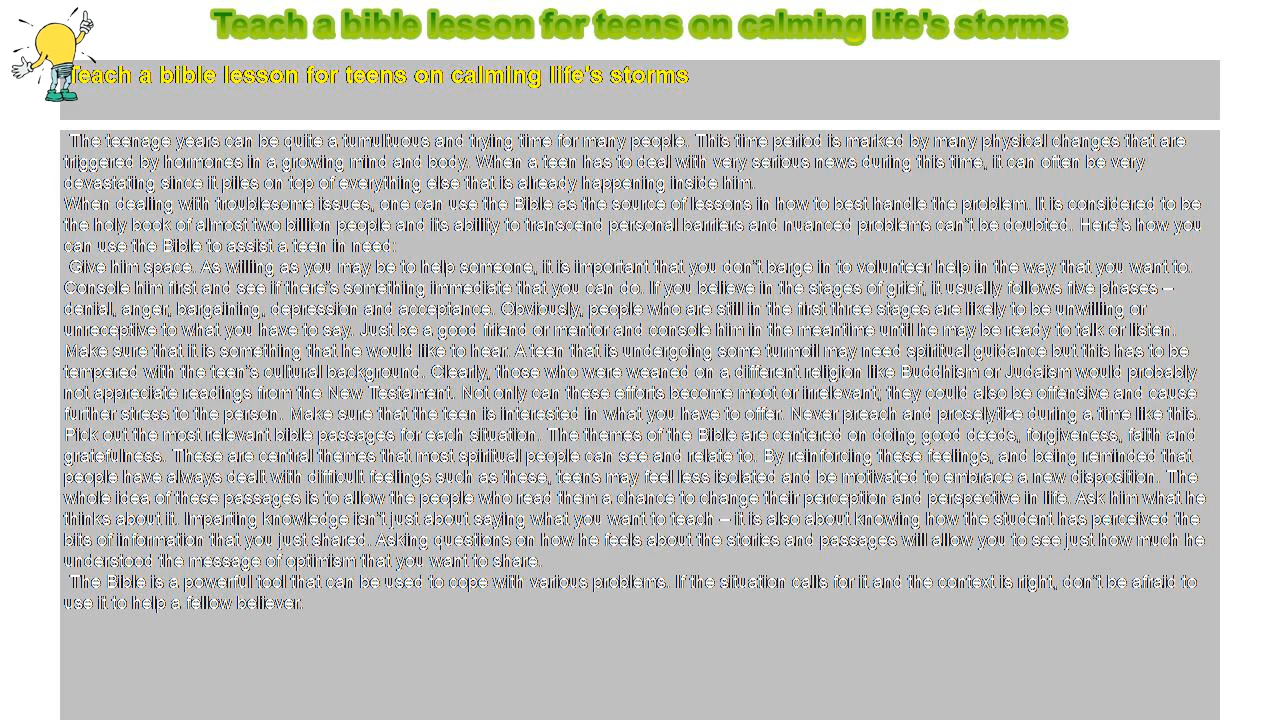 Teach a bible lesson for teens on calming life's storms
Teach a bible lesson for teens on calming life's storms
The teenage years can be quite a tumultuous and trying time for many people. This time period is marked by many physical changes that are
triggered by hormones in a growing mind and body. When a teen has to deal with very serious news during this time, it can often be very
devastating since it piles on top of everything else that is already happening inside him.
When dealing with troublesome issues, one can use the Bible as the source of lessons in how to best handle the problem. It is considered to be
the holy book of almost two billion people and its ability to transcend personal barriers and nuanced problems can't be doubted. Here's how you
can use the Bible to assist a teen in need:
Give him space. As willing as you may be to help someone, it is important that you don't barge in to volunteer help in the way that you want to.
Console him first and see if there's something immediate that you can do. If you believe in the stages of grief, it usually follows five phases –
denial, anger, bargaining, depression and acceptance. Obviously, people who are still in the first three stages are likely to be unwilling or
unreceptive to what you have to say. Just be a good friend or mentor and console him in the meantime until he may be ready to talk or listen.
Make sure that it is something that he would like to hear. A teen that is undergoing some turmoil may need spiritual guidance but this has to be
tempered with the teen's cultural background. Clearly, those who were weaned on a different religion like Buddhism or Judaism would probably
not appreciate readings from the New Testament. Not only can these efforts become moot or irrelevant; they could also be offensive and cause
further stress to the person. Make sure that the teen is interested in what you have to offer. Never preach and proselytize during a time like this.
Pick out the most relevant bible passages for each situation. The themes of the Bible are centered on doing good deeds, forgiveness, faith and
gratefulness. These are central themes that most spiritual people can see and relate to. By reinforcing these feelings, and being reminded that
people have always dealt with difficult feelings such as these, teens may feel less isolated and be motivated to embrace a new disposition. The
whole idea of these passages is to allow the people who read them a chance to change their perception and perspective in life. Ask him what he
thinks about it. Imparting knowledge isn't just about saying what you want to teach – it is also about knowing how the student has perceived the
bits of information that you just shared. Asking questions on how he feels about the stories and passages will allow you to see just how much he
understood the message of optimism that you want to share.
The Bible is a powerful tool that can be used to cope with various problems. If the situation calls for it and the context is right, don't be afraid to
use it to help a fellow believer.